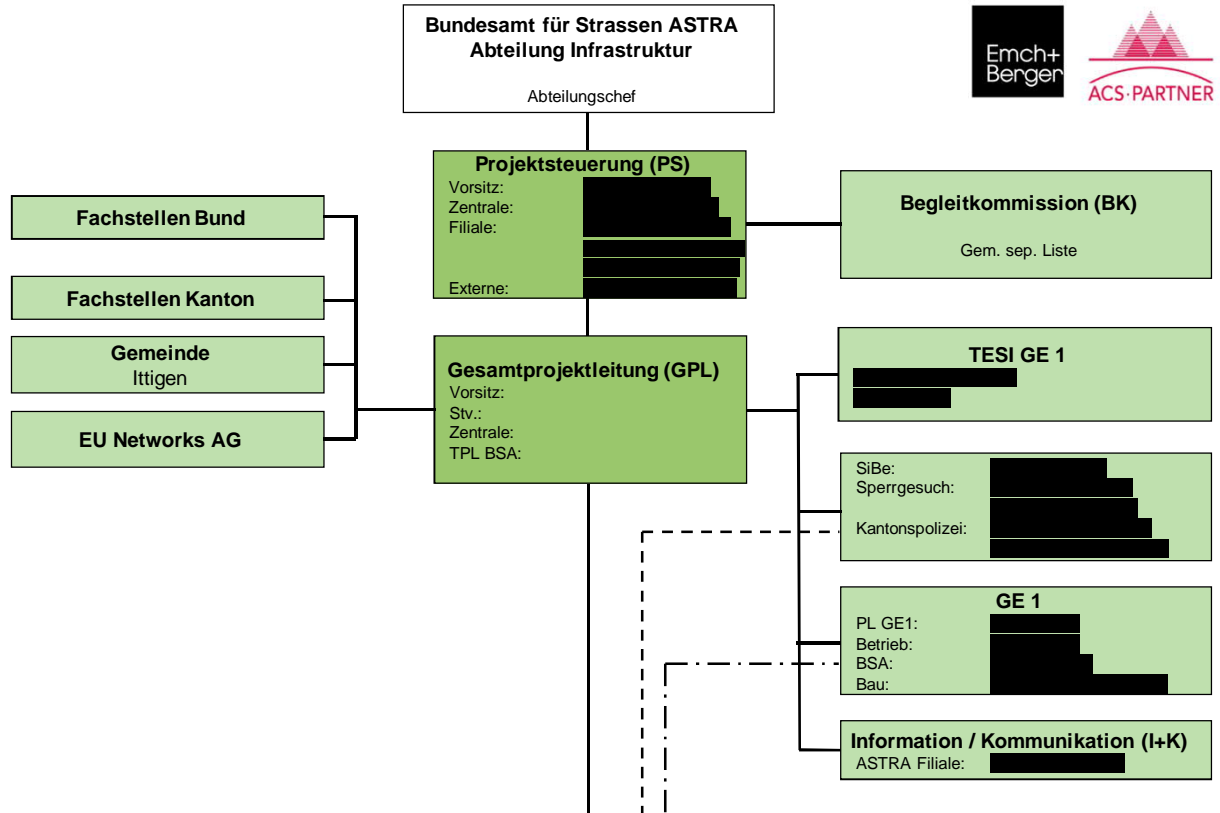 Bundesamt für Strassen ASTRA
Abteilung Infrastruktur
Abteilungschef
Emch+
Berger
ACS·PARTNER
Projektsteuerung (PS)
Vorsitz:
Zentrale:
Filiale:
Externe:
Begleitkommission (BK)
Gem. sep. Liste
Fachstellen Bund
Fachstellen Kanton
Gemeinde
Ittigen
EU Networks AG
Gesamtprojektleitung (GPL)
Vorsitz:
Stv.:
Zentrale:
TPL BSA:
TESI GE 1
SiBe:
Sperrgesuch:
Kantonspolizei:
GE 1
PL GE1:
Betrieb:
BSA:
Bau:
Information / Kommunikation (I+K)
ASTRA Filiale: